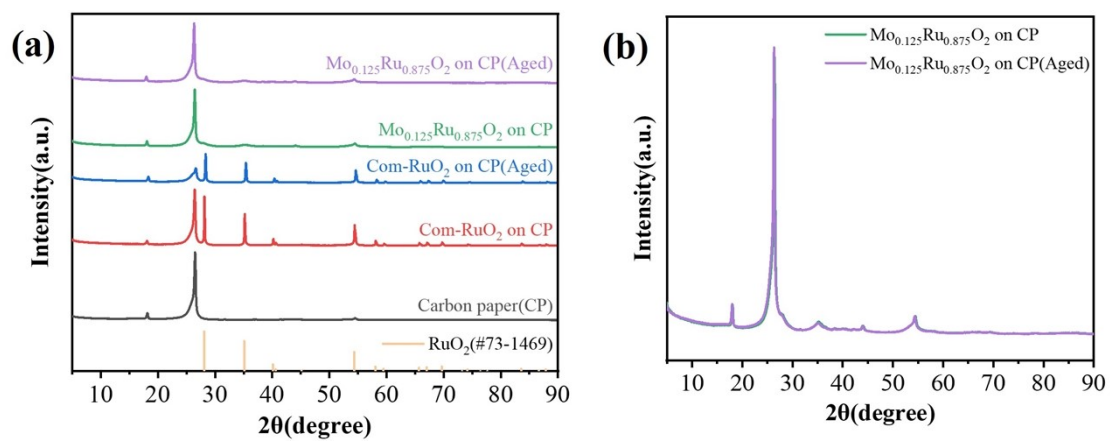 (a)
Intensity(a.u.)
Mo0.125Ru0.875O2 on CP(Aged)
Mo0.125Ru0.875O2 on CP
Com-RuO2 on CP(Aged)
Com-RuO2 on CP
Carbon paper(CP)
RuO2(#73-1469)
10 20 30 40 50 60 70 80 90
2θ(degree)
(b)
Intensity(a.u.)
Mo0.125Ru0.875O2 on CP
Mo0.125Ru0.875O2 on CP(Aged)
10 20 30 40 50 60 70 80 90
2θ(degree)